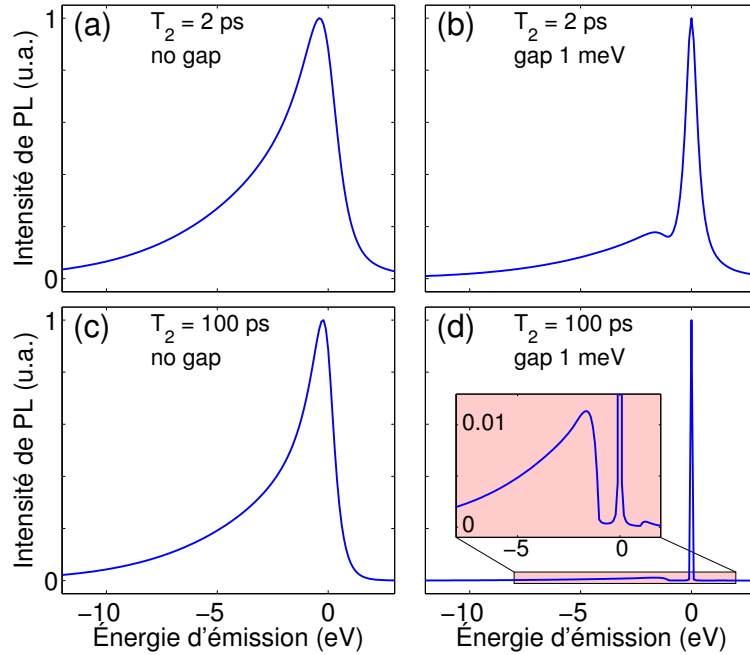 (a) T₂ = 2 ps
no gap
(b) T₂ = 2 ps
gap 1 meV
Intensité de PL (u.a.)
1
0
(c) T₂ = 100 ps
no gap
(d) T₂ = 100 ps
gap 1 meV
Intensité de PL (u.a.)
1
0
0.01
0
−5 0
−10 −5 0
−10 −5 0
Énergie d'émission (eV)
Énergie d'émission (eV)